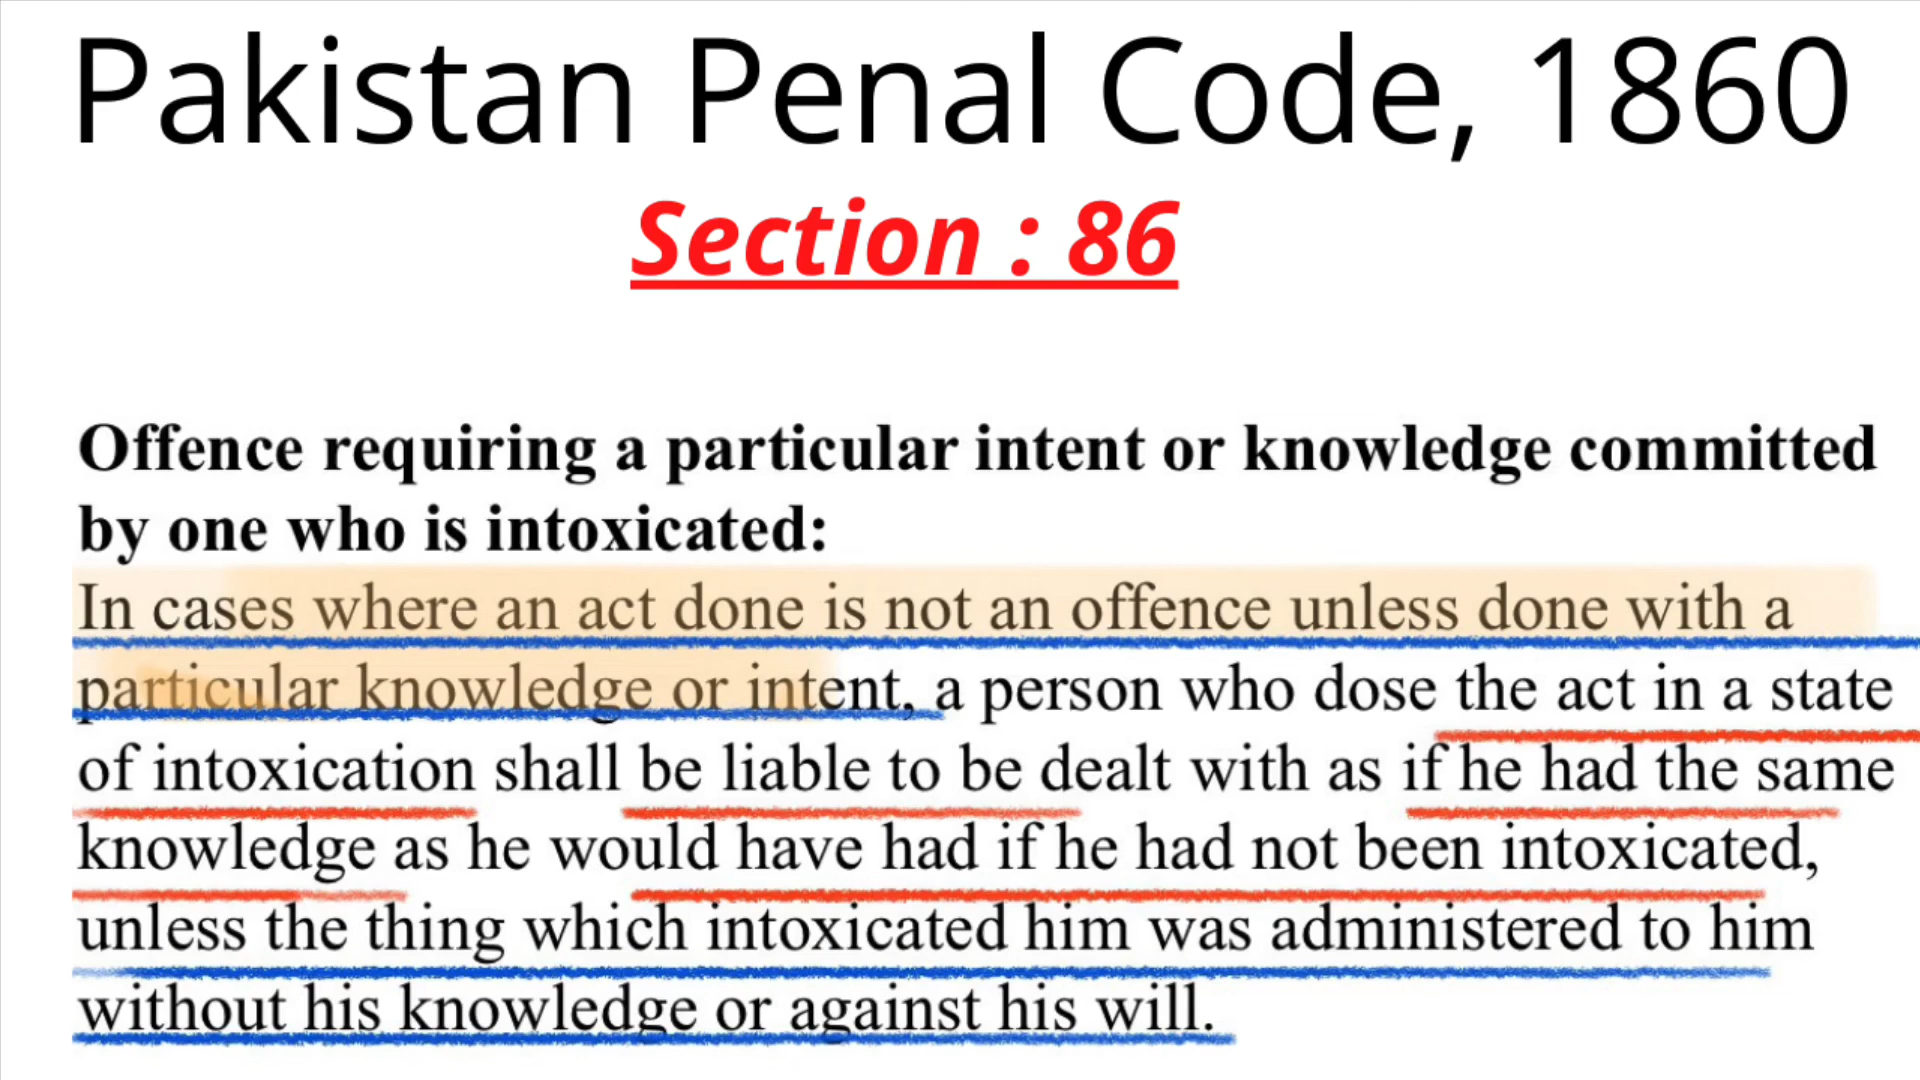 Pakistan Penal Code, 1860
Section : 86
Offence requiring a particular intent or knowledge committed
by one who is intoxicated:
In cases where an act done is not an offence unless done with a
particular knowledge or intent, a person who dose the act in a state
of intoxication shall be liable to be dealt with as if he had the same
knowledge as he would have had if he had not been intoxicated,
unless the thing which intoxicated him was administered to him
without his knowledge or against his will.